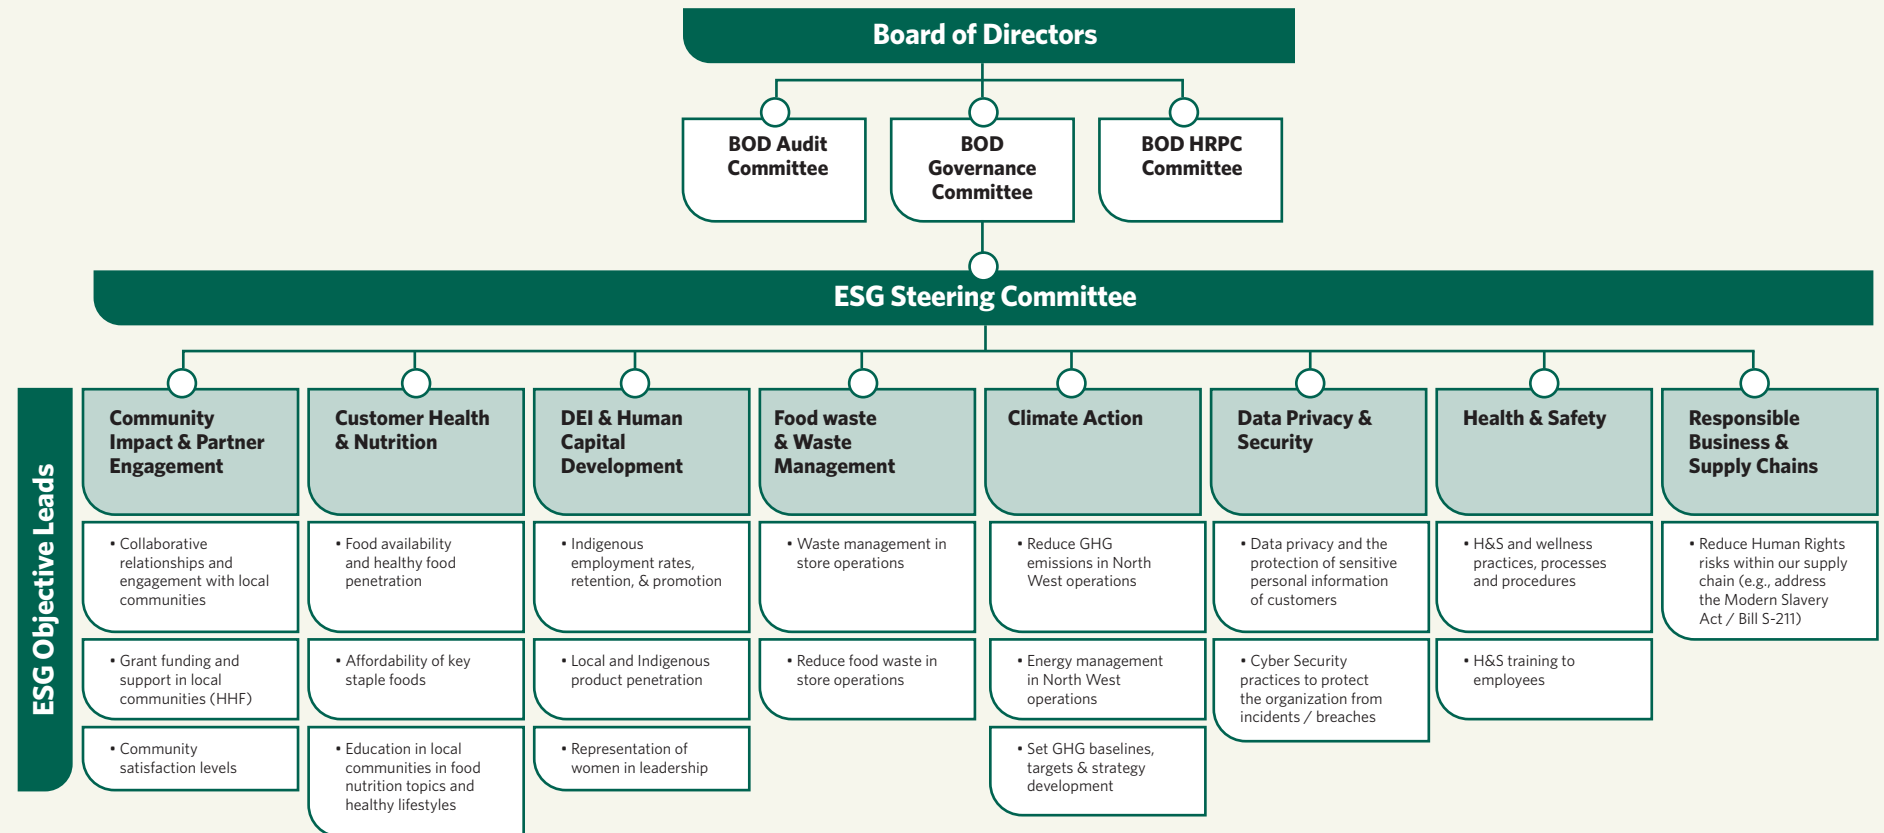 Board of Directors
BOD Audit
Committee
BOD
Governance
Committee
BOD HRPC
Committee
ESG Steering Committee
ESG Objective Leads
Community
Impact & Partner
Engagement
• Collaborative
relationships and
engagement with local
communities
• Grant funding and
support in local
communities (HHF)
• Community
satisfaction levels
Customer Health
& Nutrition
• Food availability
and healthy food
penetration
• Affordability of key
staple foods
• Education in local
communities in food
nutrition topics and
healthy lifestyles
DEI & Human
Capital
Development
• Indigenous
employment rates,
retention, & promotion
• Local and Indigenous
product penetration
• Representation of
women in leadership
Food waste
& Waste
Management
• Waste management in
store operations
• Reduce food waste in
store operations
Climate Action
• Reduce GHG
emissions in North
West operations
• Energy management
in North West
operations
• Set GHG baselines,
targets & strategy
development
Data Privacy &
Security
• Data privacy and the
protection of sensitive
personal information
of customers
• Cyber Security
practices to protect
the organization from
incidents / breaches
Health & Safety
• H&S and wellness
practices, processes
and procedures
• H&S training to
employees
Responsible
Business &
Supply Chains
• Reduce Human Rights
risks within our supply
chain (e.g., address
the Modern Slavery
Act / Bill S-211)